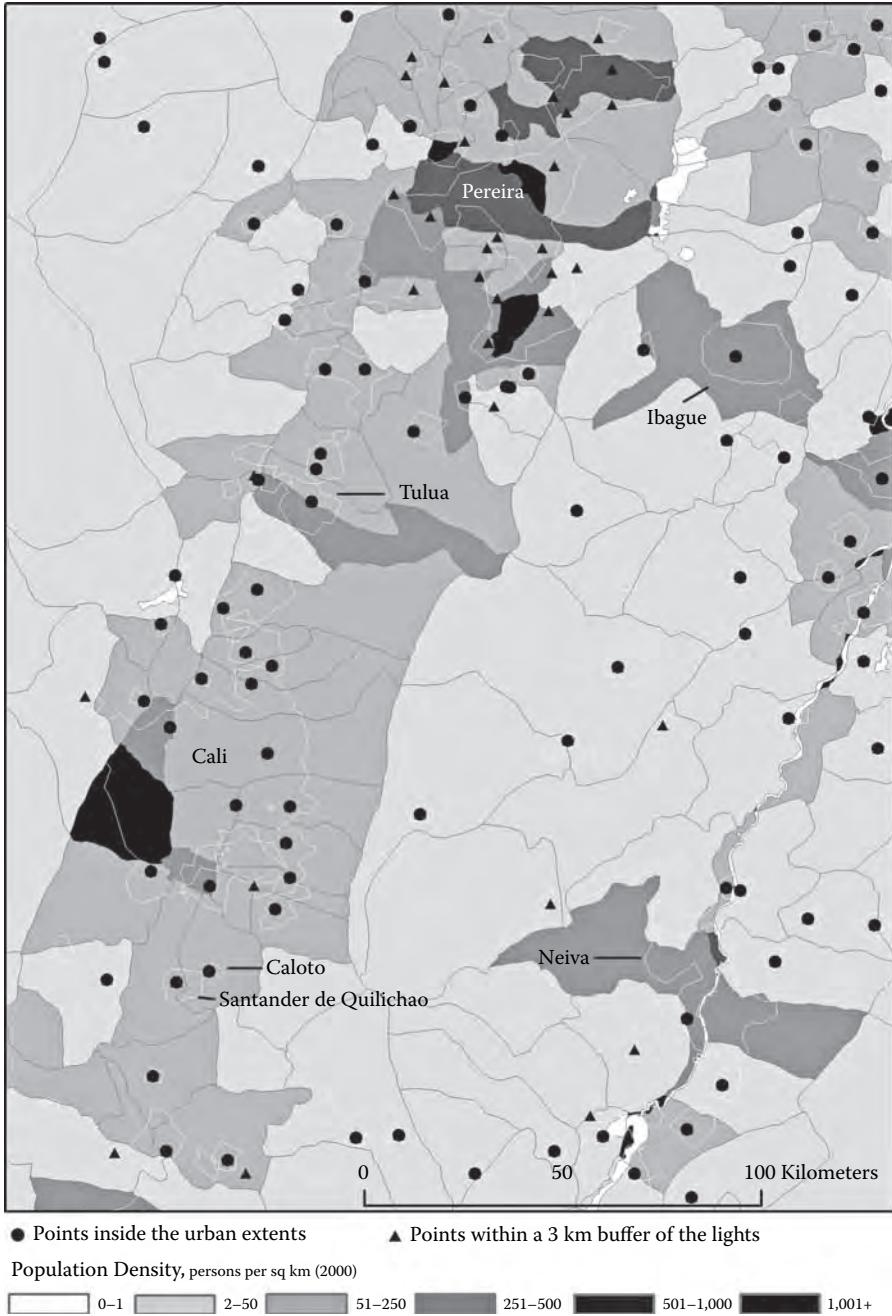 Pereira
Ibague
Tulua
Cali
Neiva
Caloto
Santander de Quilichao
0 50 100 Kilometers
Points inside the urban extents Points within a 3 km buffer of the lights
Population Density, persons per sq km (2000)
0–1 2–50 51–250 251–500 501–1,000 1,001+